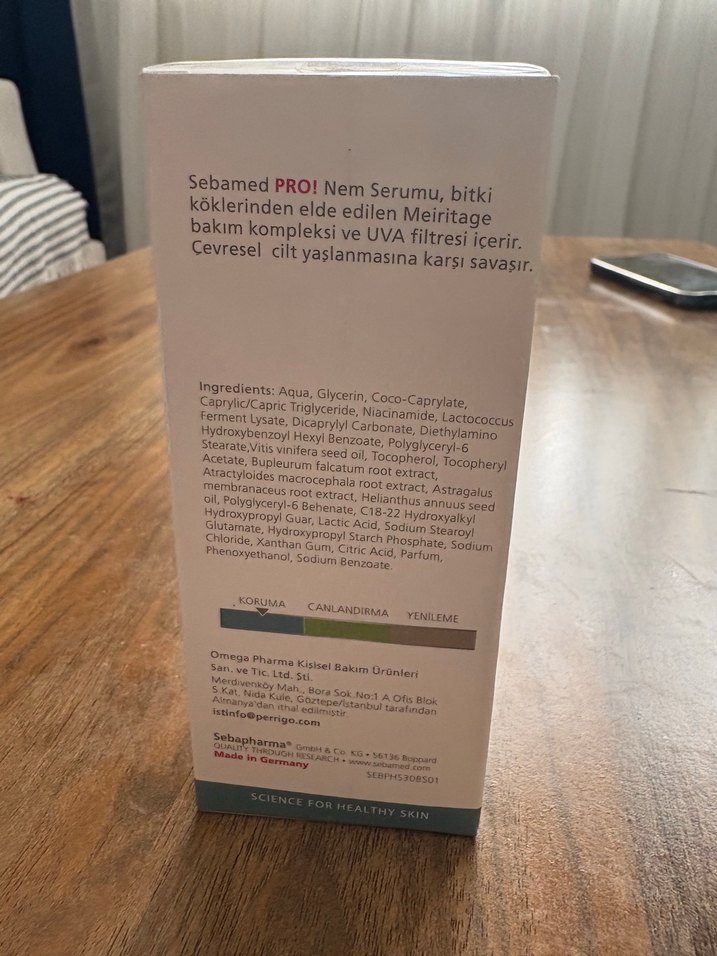 Sebamed PRO! Nem Serumu, bitki
köklerinden elde edilen Meiritage
bakım kompleksi ve UVA filtresi içerir.
Çevresel cilt yaşlanmasına karşı savaşır.
Ingredients: Aqua, Glycerin, Coco-Caprylate,
Caprylic/Capric Triglyceride, Niacinamide, Lactococcus
Ferment Lysate, Dicaprylyl Carbonate, Diethylamino
Hydroxybenzoyl Hexyl Benzoate, Polyglyceryl-6
Stearate,Vitis vinifera seed oil, Tocopherol, Tocopheryl
Acetate, Bupleurum falcatum root extract,
Atractyloides macrocephala root extract, Astragalus
membranaceus root extract, Helianthus annuus seed
oil, Polyglyceryl-6 Behenate, C18-22 Hydroxyalkyl
Hydroxypropyl Guar, Lactic Acid, Sodium Stearoyl
Glutamate, Hydroxypropyl Starch Phosphate, Sodium
Chloride, Xanthan Gum, Citric Acid, Parfum,
Phenoxyethanol, Sodium Benzoate.
KORUMA CANLANDIRMA YENİLEME
Omega Pharma Kişisel Bakım Ürünleri
San. ve Tic. Ltd. Şti.
Merdivenköy Mah., Bora Sok No:1 A Ofis Blok
5.Kat, Nida Kule, Göztepe/İstanbul tarafından
Almanya'dan ithal edilmiştir.
istinfo@perrigo.com
Sebapharma® GmbH & Co. KG • 56136 Boppard
QUALITY THROUGH RESEARCH • www.sebamed.com
Made in Germany
SEBPH530BS01
SCIENCE FOR HEALTHY SKIN